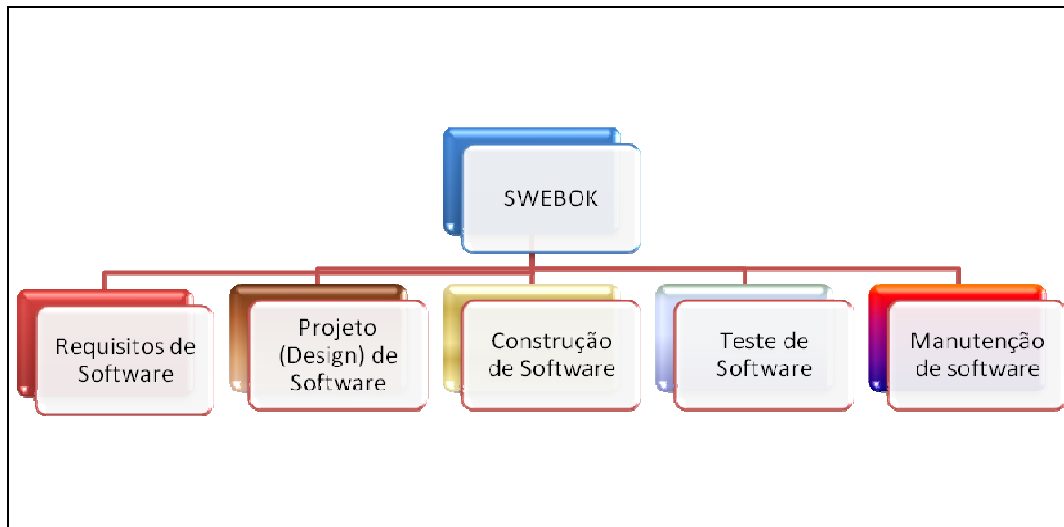 SWEBOK
Requisitos de
Software
Projeto
(Design) de
Software
Construção
de Software
Teste de
Software
Manutenção
de software